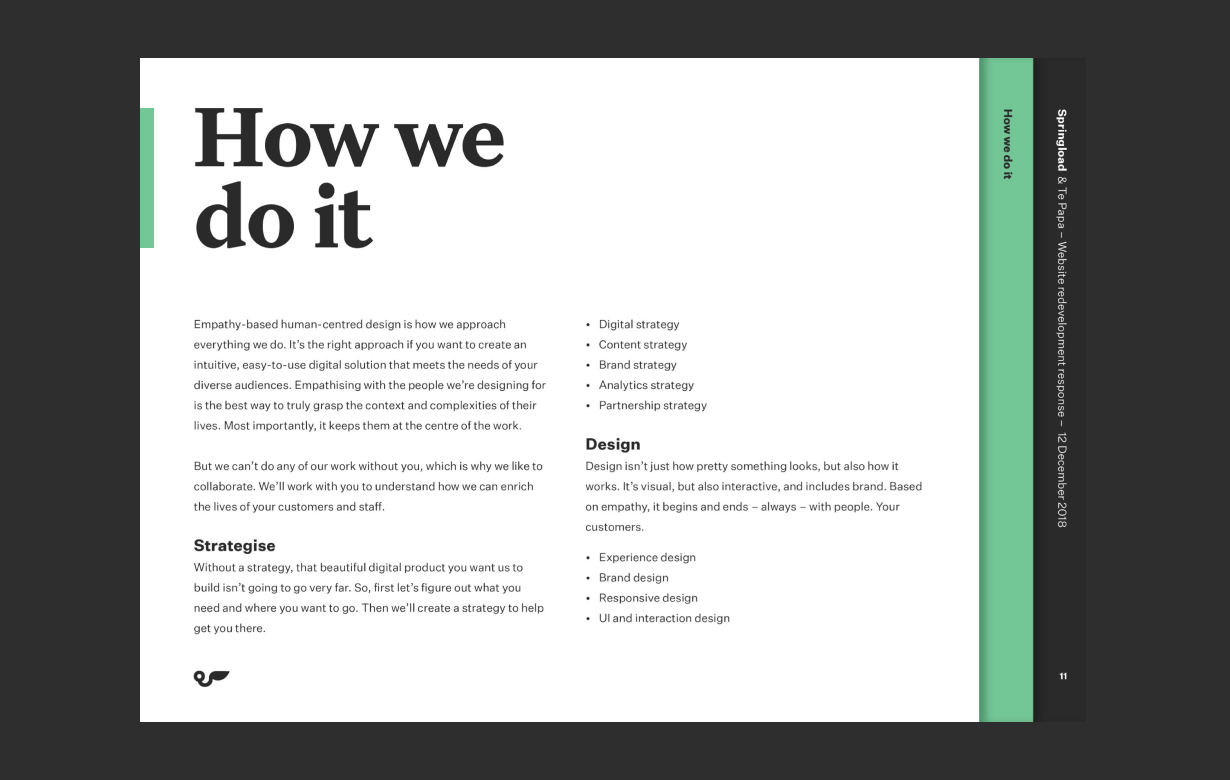 How we
do it
Empathy-based human-centred design is how we approach
everything we do. It’s the right approach if you want to create an
intuitive, easy-to-use digital solution that meets the needs of your
diverse audiences. Empathising with the people we’re designing for
is the best way to truly grasp the context and complexities of their
lives. Most importantly, it keeps them at the centre of the work.
But we can’t do any of our work without you, which is why we like to
collaborate. We’ll work with you to understand how we can enrich
the lives of your customers and staff.
Strategise
Without a strategy, that beautiful digital product you want us to
build isn’t going to go very far. So, first let’s figure out what you
need and where you want to go. Then we’ll create a strategy to help
get you there.
• Digital strategy
• Content strategy
• Brand strategy
• Analytics strategy
• Partnership strategy
Design
Design isn’t just how pretty something looks, but also how it
works. It’s visual, but also interactive, and includes brand. Based
on empathy, it begins and ends – always – with people. Your
customers.
• Experience design
• Brand design
• Responsive design
• UI and interaction design
How we do it
Springload & Te Papa – Website redevelopment response – 12 December 2018
11